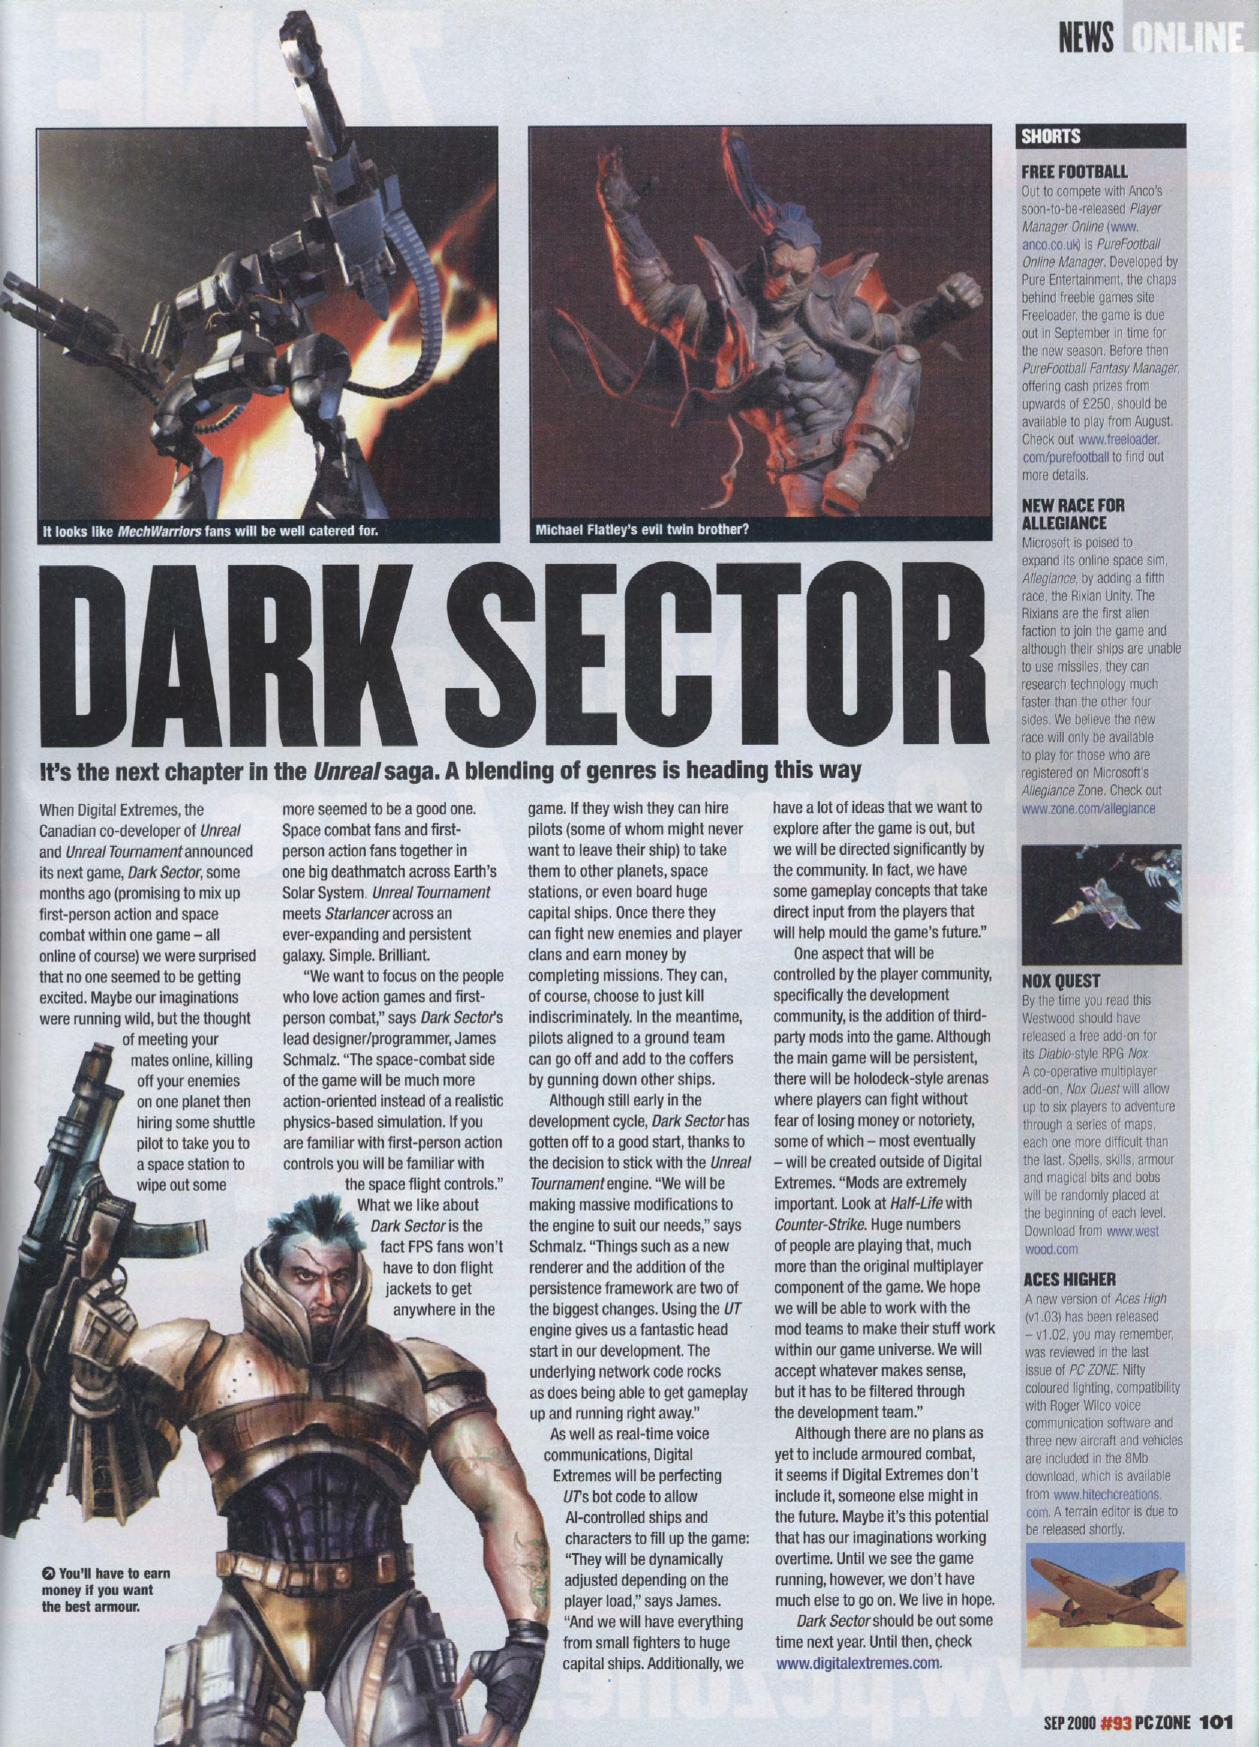 NEWS ONLINE
It looks like MechWarriors fans will be well catered for.
Michael Flatley's evil twin brother?
DARK SECTOR
It's the next chapter in the Unreal saga. A blending of genres is heading this way
When Digital Extremes, the
Canadian co-developer of Unreal
and Unreal Tournament announced
its next game, Dark Sector, some
months ago (promising to mix up
first-person action and space
combat within one game – all
online of course) we were surprised
that no one seemed to be getting
excited. Maybe our imaginations
were running wild, but the thought
of meeting your
mates online, killing
off your enemies
on one planet then
hiring some shuttle
pilot to take you to
a space station to
wipe out some
more seemed to be a good one.
Space combat fans and first-
person action fans together in
one big deathmatch across Earth's
Solar System. Unreal Tournament
meets Starlancer across an
ever-expanding and persistent
galaxy. Simple. Brilliant.
"We want to focus on the people
who love action games and first-
person combat," says Dark Sector's
lead designer/programmer, James
Schmalz. "The space-combat side
of the game will be much more
action-oriented instead of a realistic
physics-based simulation. If you
are familiar with first-person action
controls you will be familiar with
the space flight controls."
What we like about
Dark Sector is the
fact FPS fans won't
have to don flight
jackets to get
anywhere in the
game. If they wish they can hire
pilots (some of whom might never
want to leave their ship) to take
them to other planets, space
stations, or even board huge
capital ships. Once there they
can fight new enemies and player
clans and earn money by
completing missions. They can,
of course, choose to just kill
indiscriminately. In the meantime,
pilots aligned to a ground team
can go off and add to the coffers
by gunning down other ships.
Although still early in the
development cycle, Dark Sector has
gotten off to a good start, thanks to
the decision to stick with the Unreal
Tournament engine. "We will be
making massive modifications to
the engine to suit our needs," says
Schmalz. "Things such as a new
renderer and the addition of the
persistence framework are two of
the biggest changes. Using the UT
engine gives us a fantastic head
start in our development. The
underlying network code rocks
as does being able to get gameplay
up and running right away."
As well as real-time voice
communications, Digital
Extremes will be perfecting
UT's bot code to allow
AI-controlled ships and
characters to fill up the game:
"They will be dynamically
adjusted depending on the
player load," says James.
"And we will have everything
from small fighters to huge
capital ships. Additionally, we
have a lot of ideas that we want to
explore after the game is out, but
we will be directed significantly by
the community. In fact, we have
some gameplay concepts that take
direct input from the players that
will help mould the game's future."
One aspect that will be
controlled by the player community,
specifically the development
community, is the addition of third-
party mods into the game. Although
the main game will be persistent,
there will be holodeck-style arenas
where players can fight without
fear of losing money or notoriety,
some of which – most eventually
– will be created outside of Digital
Extremes. "Mods are extremely
important. Look at Half-Life with
Counter-Strike. Huge numbers
of people are playing that, much
more than the original multiplayer
component of the game. We hope
we will be able to work with the
mod teams to make their stuff work
within our game universe. We will
accept whatever makes sense,
but it has to be filtered through
the development team."
Although there are no plans as
yet to include armoured combat,
it seems if Digital Extremes don't
include it, someone else might in
the future. Maybe it's this potential
that has our imaginations working
overtime. Until we see the game
running, however, we don't have
much else to go on. We live in hope.
Dark Sector should be out some
time next year. Until then, check
www.digitalextremes.com.
You'll have to earn
money if you want
the best armour.
SHORTS
FREE FOOTBALL
Out to compete with Anco's
soon-to-be-released Player
Manager Online (www.
anco.co.uk) is PureFootball
Online Manager. Developed by
Pure Entertainment, the chaps
behind freebie games site
Freeloader, the game is due
out in September in time for
the new season. Before then
PureFootball Fantasy Manager,
offering cash prizes from
upwards of £250, should be
available to play from August.
Check out www.freeloader.
com/purefootball to find out
more details.
NEW RACE FOR
ALLEGIANCE
Microsoft is poised to
expand its online space sim,
Allegiance, by adding a fifth
race, the Rixian Unity. The
Rixians are the first alien
faction to join the game and
although their ships are unable
to use missiles, they can
research technology much
faster than the other four
sides. We believe the new
race will only be available
to play for those who are
registered on Microsoft's
Allegiance Zone. Check out
www.zone.com/allegiance
NOX QUEST
By the time you read this
Westwood should have
released a free add-on for
its Diablo-style RPG Nox.
A co-operative multiplayer
add-on, Nox Quest will allow
up to six players to adventure
through a series of maps,
each one more difficult than
the last. Spells, skills, armour
and magical bits and bobs
will be randomly placed at
the beginning of each level.
Download from www.west
wood.com
ACES HIGHER
A new version of Aces High
(v1.03) has been released
– v1.02, you may remember,
was reviewed in the last
issue of PC ZONE. Nifty
coloured lighting, compatibility
with Roger Wilco voice
communication software and
three new aircraft and vehicles
are included in the 8Mb
download, which is available
from www.hitechcreations.
com. A terrain editor is due to
be released shortly.
SEP 2000 #93 PC ZONE 101